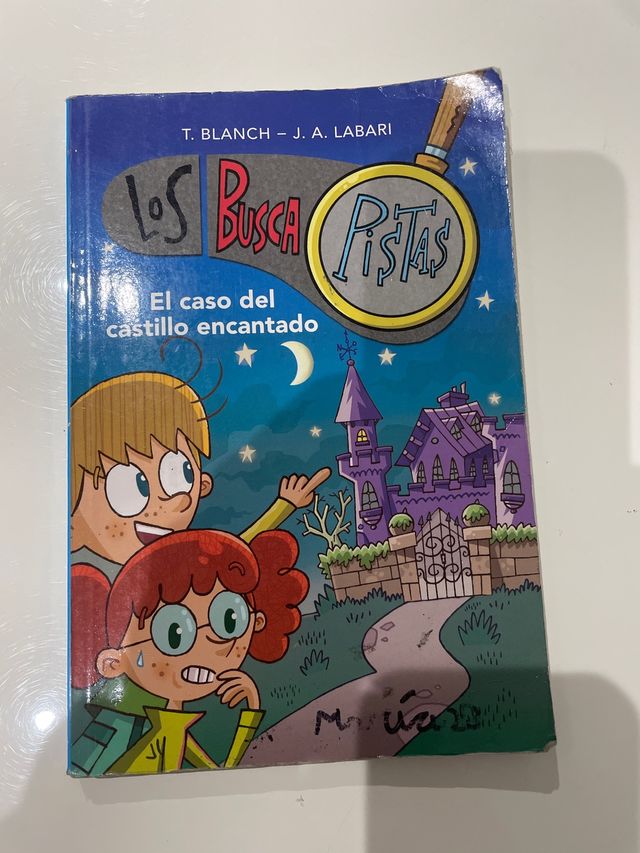 T. BLANCH – J. A. LABARI
LOS BUSCA PISTAS
El caso del
castillo encantado